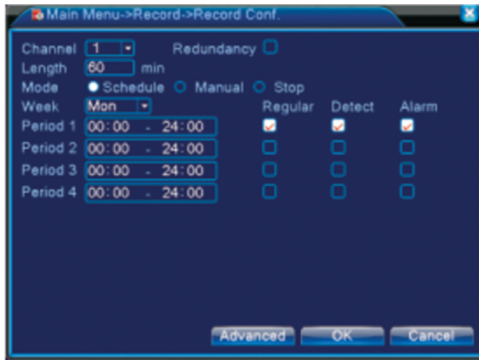 Main Menu->Record->Record Conf.
Channel 1 Redundancy
Length 60 min
Mode Schedule Manual Stop
Week Mon Regular Detect Alarm
Period 1 00:00 - 24:00
Period 2 00:00 - 24:00
Period 3 00:00 - 24:00
Period 4 00:00 - 24:00
Advanced OK Cancel